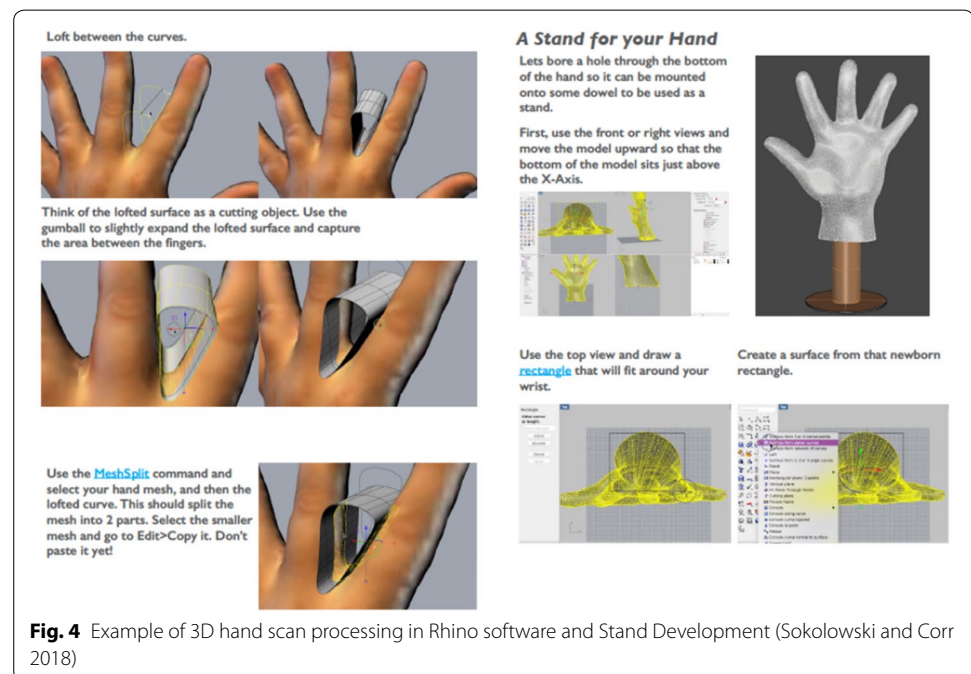 Loft between the curves.
Think of the lofted surface as a cutting object. Use the
gumball to slightly expand the lofted surface and capture
the area between the fingers.
Use the MeshSplit command and
select your hand mesh, and then the
lofted curve. This should split the
mesh into 2 parts. Select the smaller
mesh and go to Edit>Copy it. Don't
paste it yet!
A Stand for your Hand
Lets bore a hole through the bottom
of the hand so it can be mounted
onto some dowel to be used as a
stand.
First, use the front or right views and
move the model upward so that the
bottom of the model sits just above
the X-Axis.
Use the top view and draw a
rectangle that will fit around your
wrist.
Create a surface from that newborn
rectangle.
Rectangle
Fig. 4 Example of 3D hand scan processing in Rhino software and Stand Development (Sokolowski and Corr
2018)